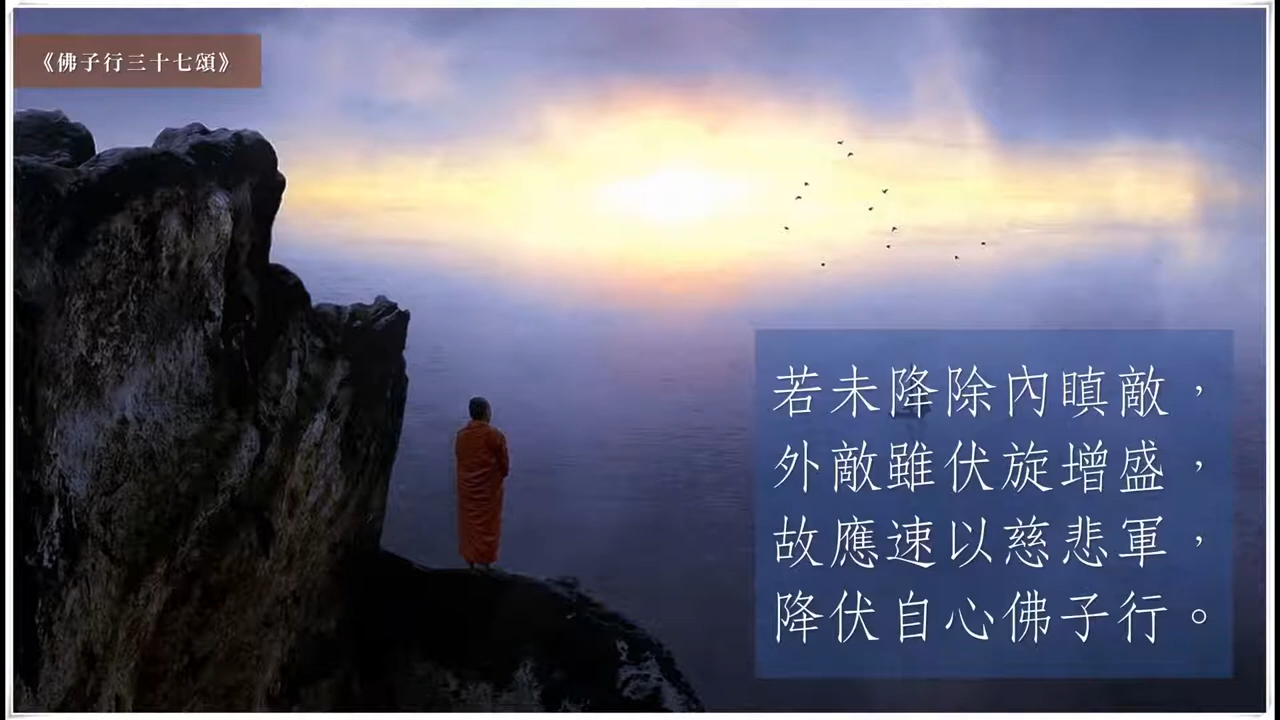 《佛子行三十七頌》
若未降除內瞋敵，
外敵雖伏旋增盛，
故應速以慈悲軍，
降伏自心佛子行。